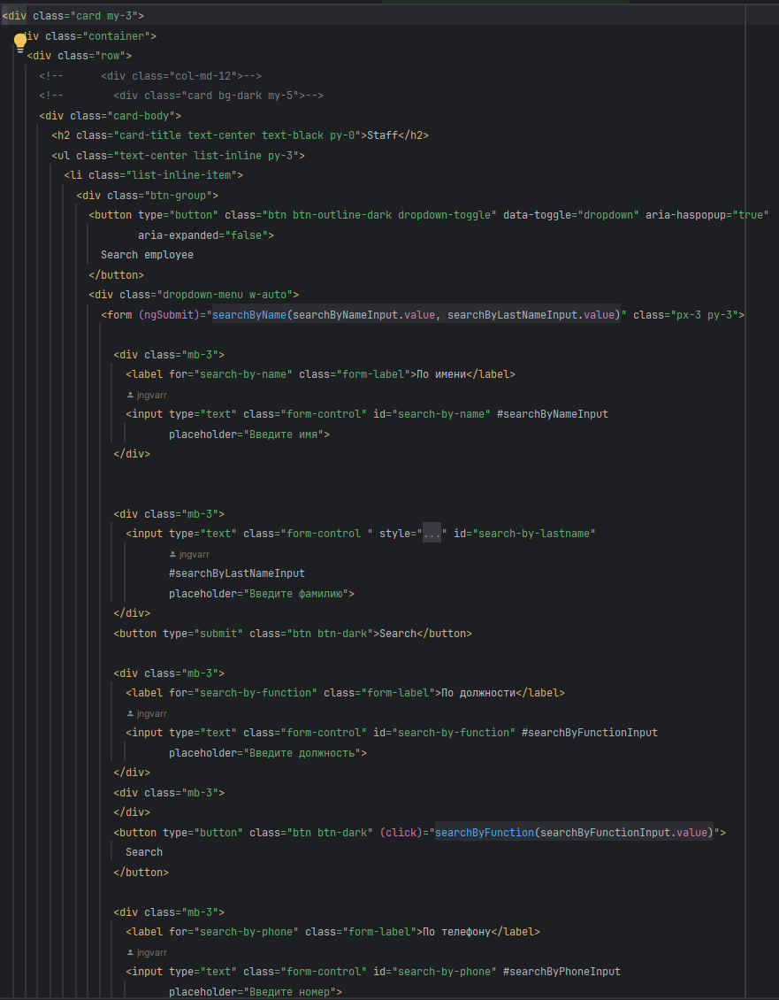 <div class="card my-3">
iv class="container">
<div class="row">
<!--      <div class="col-md-12">-->
<!--        <div class="card bg-dark my-5">-->
<div class="card-body">
<h2 class="card-title text-center text-black py-0">Staff</h2>
<ul class="text-center list-inline py-3">
<li class="list-inline-item">
<div class="btn-group">
<button type="button" class="btn btn-outline-dark dropdown-toggle" data-toggle="dropdown" aria-haspopup="true"
aria-expanded="false">
Search employee
</button>
<div class="dropdown-menu w-auto">
<form (ngSubmit)="searchByName(searchByNameInput.value, searchByLastNameInput.value)" class="px-3 py-3">
<div class="mb-3">
<label for="search-by-name" class="form-label">По имени</label>
jngvarr
<input type="text" class="form-control" id="search-by-name" #searchByNameInput
placeholder="Введите имя">
</div>
<div class="mb-3">
<input type="text" class="form-control " style="..." id="search-by-lastname"
jngvarr
#searchByLastNameInput
placeholder="Введите фамилию">
</div>
<button type="submit" class="btn btn-dark">Search</button>
<div class="mb-3">
<label for="search-by-function" class="form-label">По должности</label>
jngvarr
<input type="text" class="form-control" id="search-by-function" #searchByFunctionInput
placeholder="Введите должность">
</div>
<div class="mb-3">
</div>
<button type="button" class="btn btn-dark" (click)="searchByFunction(searchByFunctionInput.value)">
Search
</button>
<div class="mb-3">
<label for="search-by-phone" class="form-label">По телефону</label>
jngvarr
<input type="text" class="form-control" id="search-by-phone" #searchByPhoneInput
placeholder="Введите номер">